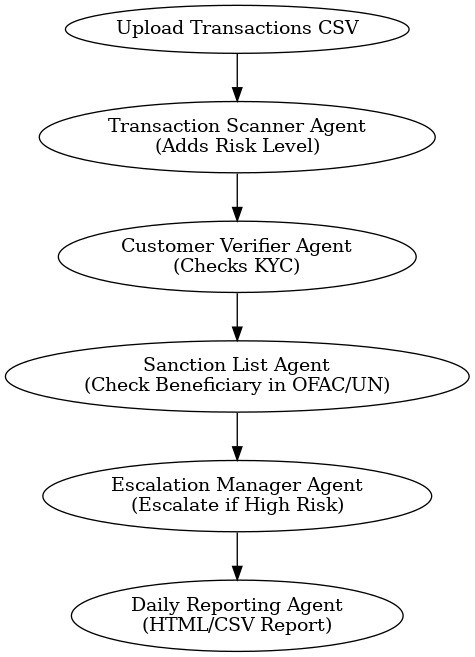 Upload Transactions CSV
Transaction Scanner Agent
(Adds Risk Level)
Customer Verifier Agent
(Checks KYC)
Sanction List Agent
(Check Beneficiary in OFAC/UN)
Escalation Manager Agent
(Escalate if High Risk)
Daily Reporting Agent
(HTML/CSV Report)